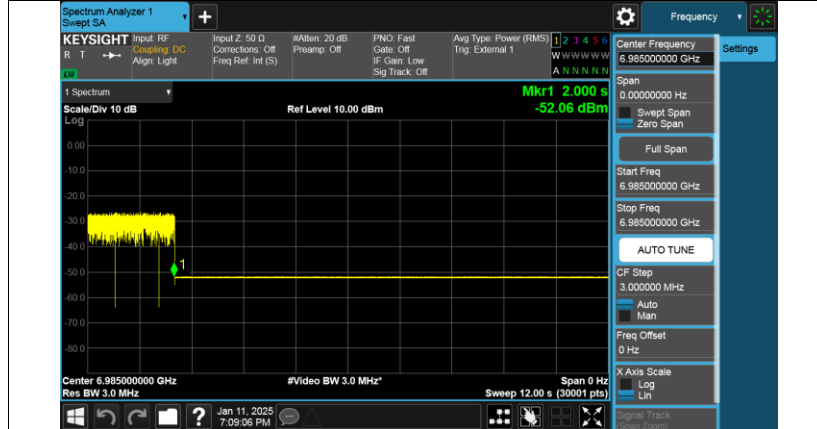 Spectrum Analyzer 1
Swept SA
+
Frequency
KEYSIGHT
R T
LXI
Input: RF
Coupling: DC
Align: Light
Input Z: 50 Ω
Corrections: Off
Freq Ref: Int (S)
#Atten: 20 dB
Preamp: Off
PNO: Fast
Gate: Off
IF Gain: Low
Sig Track: Off
Avg Type: Power (RMS)
Trig: External 1
1 2 3 4 5 6
W W W W W W
A N N N N N
Center Frequency
6.985000000 GHz
Settings
Span
0.00000000 Hz
Swept Span
Zero Span
Full Span
Start Freq
6.985000000 GHz
Stop Freq
6.985000000 GHz
AUTO TUNE
CF Step
3.000000 MHz
Auto
Man
Freq Offset
0 Hz
X Axis Scale
Log
Lin
Signal Track
(Span Zoom)
1 Spectrum
Mkr1 2.000 s
Scale/Div 10 dB
Ref Level 10.00 dBm
-52.06 dBm
Log
0.00
-10.0
-20.0
-30.0
-40.0
-50.0
-60.0
-70.0
-80.0
1
Center 6.985000000 GHz
#Video BW 3.0 MHz*
Span 0 Hz
Res BW 3.0 MHz
Sweep 12.00 s (30001 pts)
?
Jan 11, 2025
7:09:06 PM